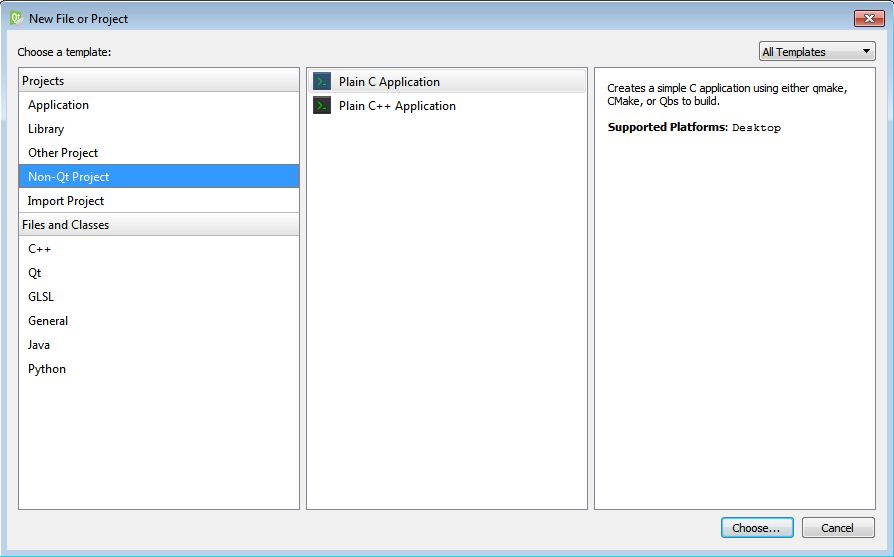 New File or Project
Choose a template:
All Templates
Projects
Application
Library
Other Project
Non-Qt Project
Import Project
Files and Classes
C++
Qt
GLSL
General
Java
Python
Plain C Application
Plain C++ Application
Creates a simple C application using either qmake,
CMake, or Qbs to build.
Supported Platforms: Desktop
Choose...
Cancel